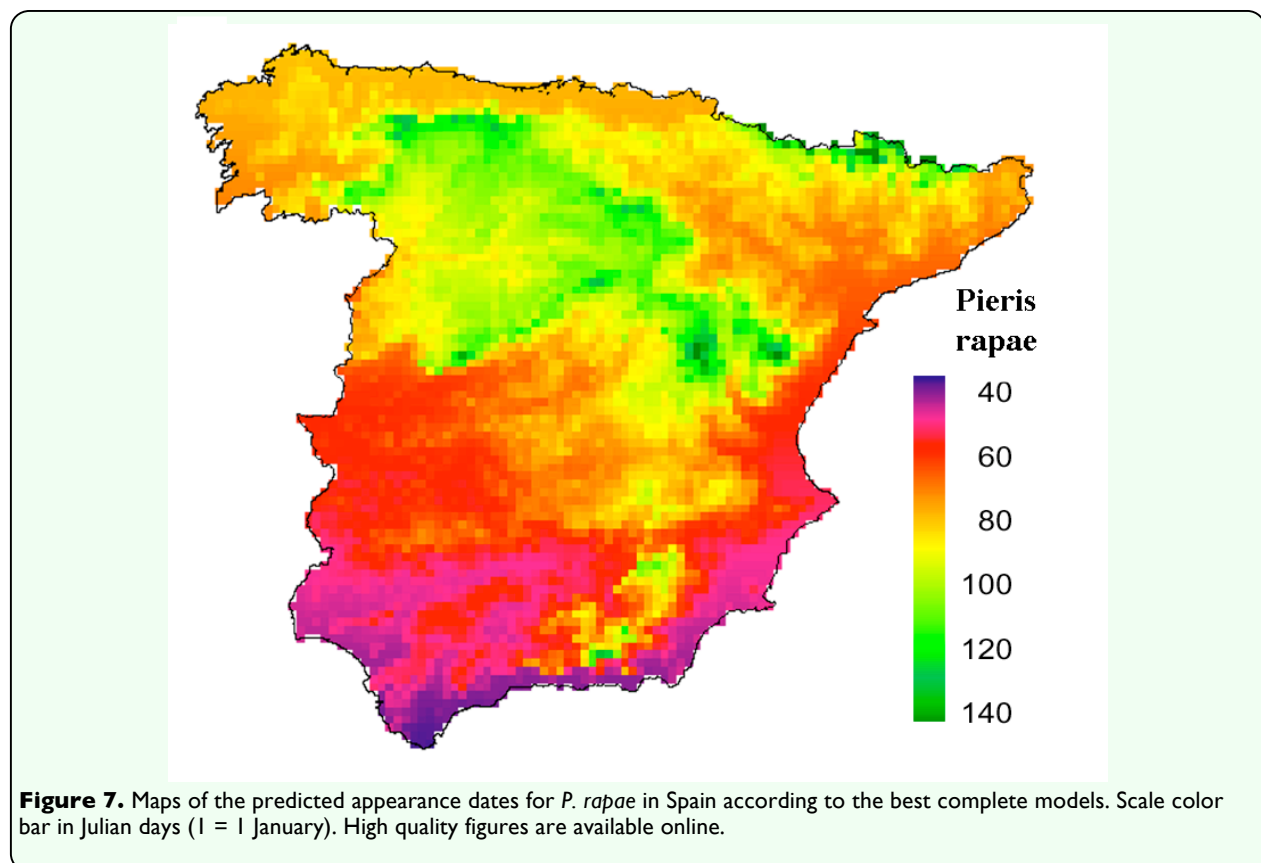 Pieris
rapae
40
60
80
100
120
140
Figure 7. Maps of the predicted appearance dates for P. rapae in Spain according to the best complete models. Scale color
bar in Julian days (1 = 1 January). High quality figures are available online.